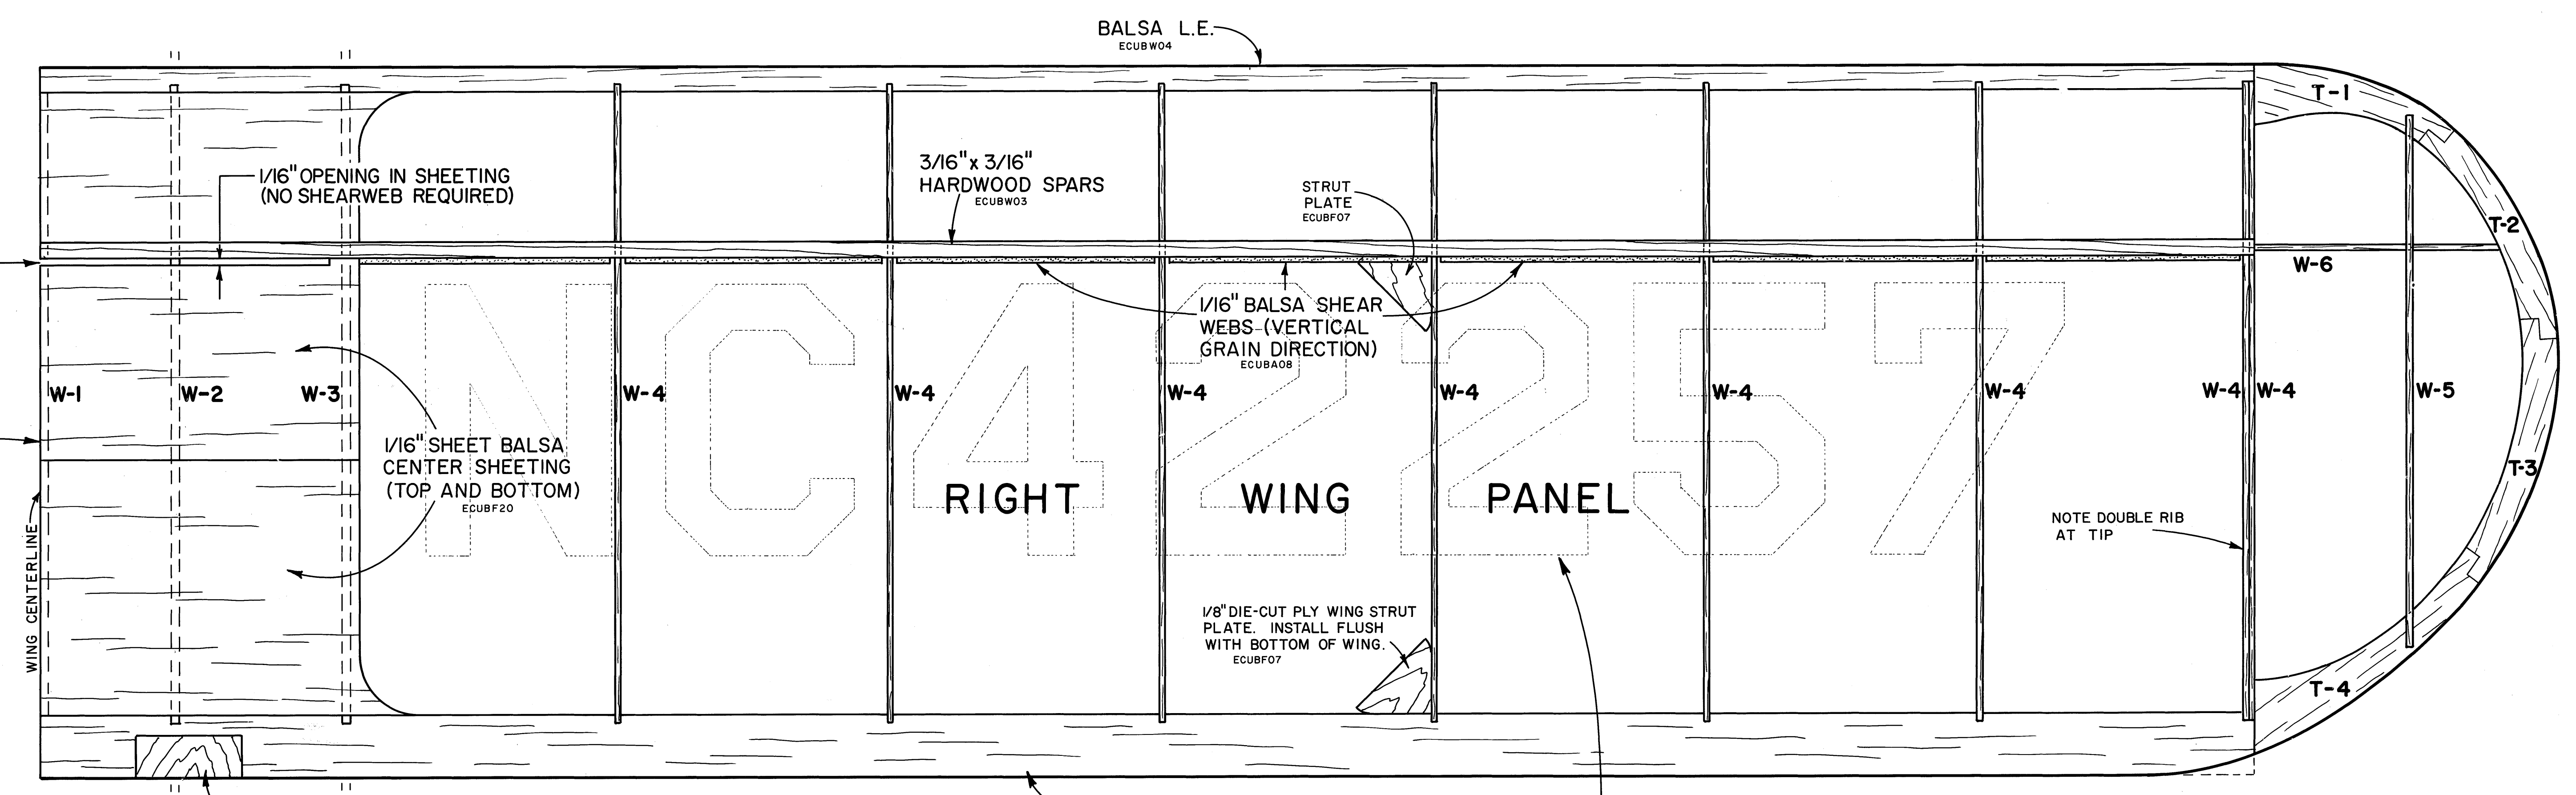 BALSA L.E.
ECUBW04
T-1
1/16" OPENING IN SHEETING
(NO SHEARWEB REQUIRED)
3/16" x 3/16"
HARDWOOD SPARS
ECUBW03
STRUT
PLATE
ECUBF07
T-2
W-6
1/16" BALSA SHEAR
WEBS (VERTICAL
GRAIN DIRECTION)
ECUBA08
NC42257
W-1
W-2
W-3
W-4
W-4
W-4
W-4
W-4
W-4
W-4
W-4
W-5
1/16" SHEET BALSA
CENTER SHEETING
(TOP AND BOTTOM)
ECUBF20
T-3
RIGHT WING PANEL
NOTE DOUBLE RIB
AT TIP
WING CENTERLINE
1/8" DIE-CUT PLY WING STRUT
PLATE. INSTALL FLUSH
WITH BOTTOM OF WING.
ECUBF07
T-4